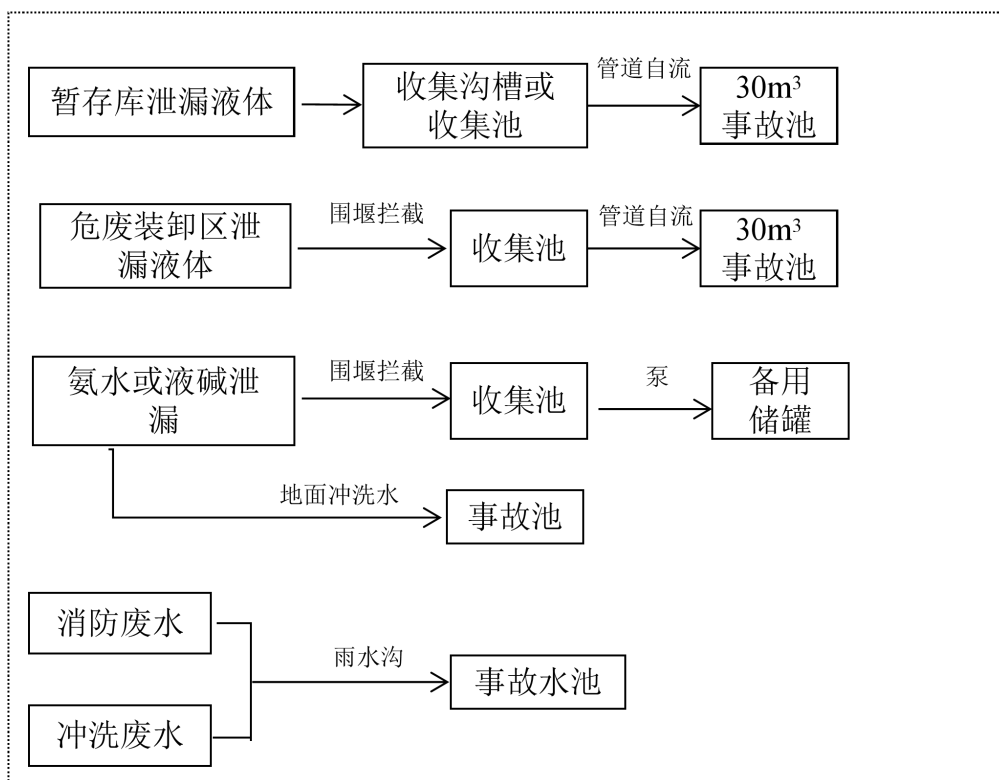 暂存库泄漏液体
收集沟槽或
收集池
管道自流
30m³
事故池
危废装卸区泄
漏液体
围堰拦截
收集池
管道自流
30m³
事故池
氨水或液碱泄
漏
围堰拦截
收集池
泵
备用
储罐
地面冲洗水
事故池
消防废水
冲洗废水
雨水沟
事故水池